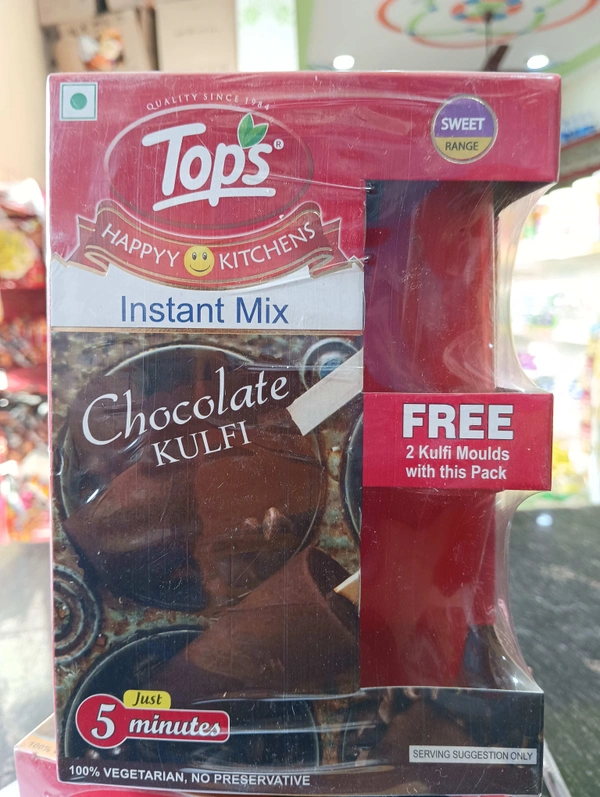 QUALITY SINCE 1984
Tops®
SWEET
RANGE
HAPPYY KITCHENS
Instant Mix
Chocolate
KULFI
FREE
2 Kulfi Moulds
with this Pack
Just
5 minutes
SERVING SUGGESTION ONLY
100% VEGETARIAN, NO PRESERVATIVE